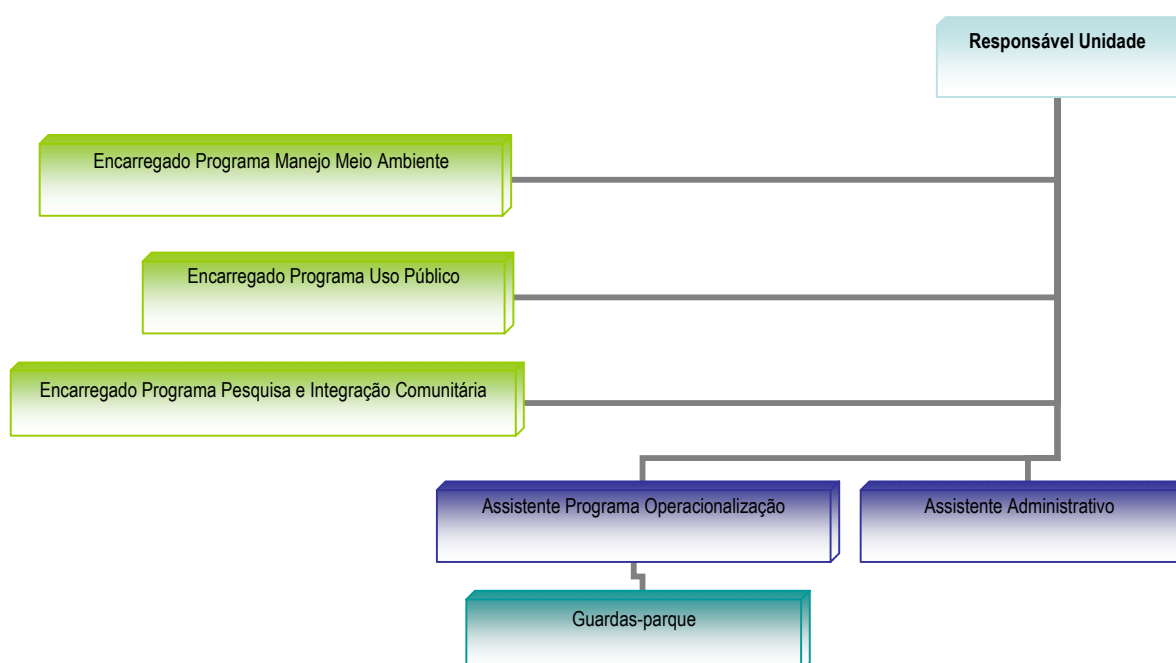 Responsável Unidade
Encarregado Programa Manejo Meio Ambiente
Encarregado Programa Uso Público
Encarregado Programa Pesquisa e Integração Comunitária
Assistente Programa Operacionalização
Assistente Administrativo
Guardas-parque